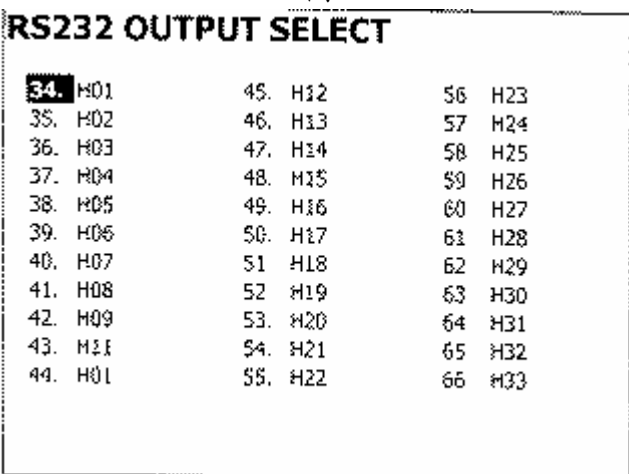 RS232 OUTPUT SELECT
34. H01 45. H12 56 H23
35. H02 46. H13 57 H24
36. H03 47. H14 58 H25
37. H04 48. H15 59 H26
38. H05 49. H16 60 H27
39. H06 50. H17 61 H28
40. H07 51 H18 62 H29
41. H08 52 H19 63 H30
42. H09 53. H20 64 H31
43. 54. H21 65 H32
44. H01 55. H22 66 H33